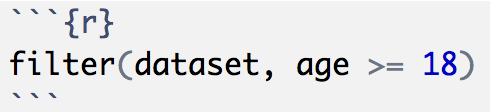 ```{r}
filter(dataset, age >= 18)
```